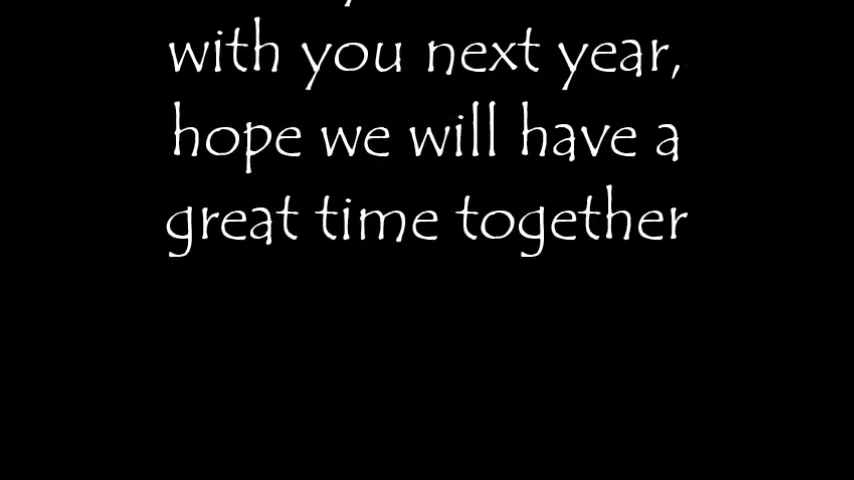 with you next year,
hope we will have a
great time together